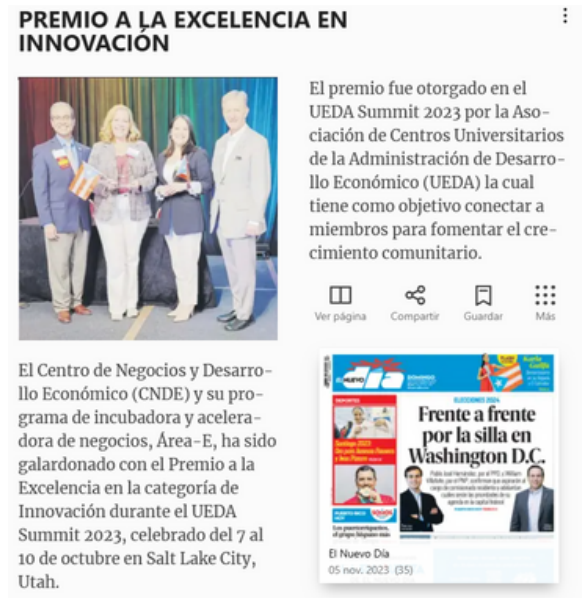 PREMIO A LA EXCELENCIA EN
INNOVACIÓN
El Centro de Negocios y Desarro-
llo Económico (CNDE) y su pro-
grama de incubadora y acelera-
dora de negocios, Área-E, ha sido
galardonado con el Premio a la
Excelencia en la categoría de
Innovación durante el UEDA
Summit 2023, celebrado del 7 al
10 de octubre en Salt Lake City,
Utah.
El premio fue otorgado en el
UEDA Summit 2023 por la Aso-
ciación de Centros Universitarios
de la Administración de Desarro-
llo Económico (UEDA) la cual
tiene como objetivo conectar a
miembros para fomentar el cre-
cimiento comunitario.
Ver página
Compartir
Guardar
Más
EL NUEVO
día
DOMINGO
DEPORTES
ELECCIONES 2024
Frente a frente
por la silla en
Washington D.C.
El Nuevo Día
05 nov. 2023 (35)